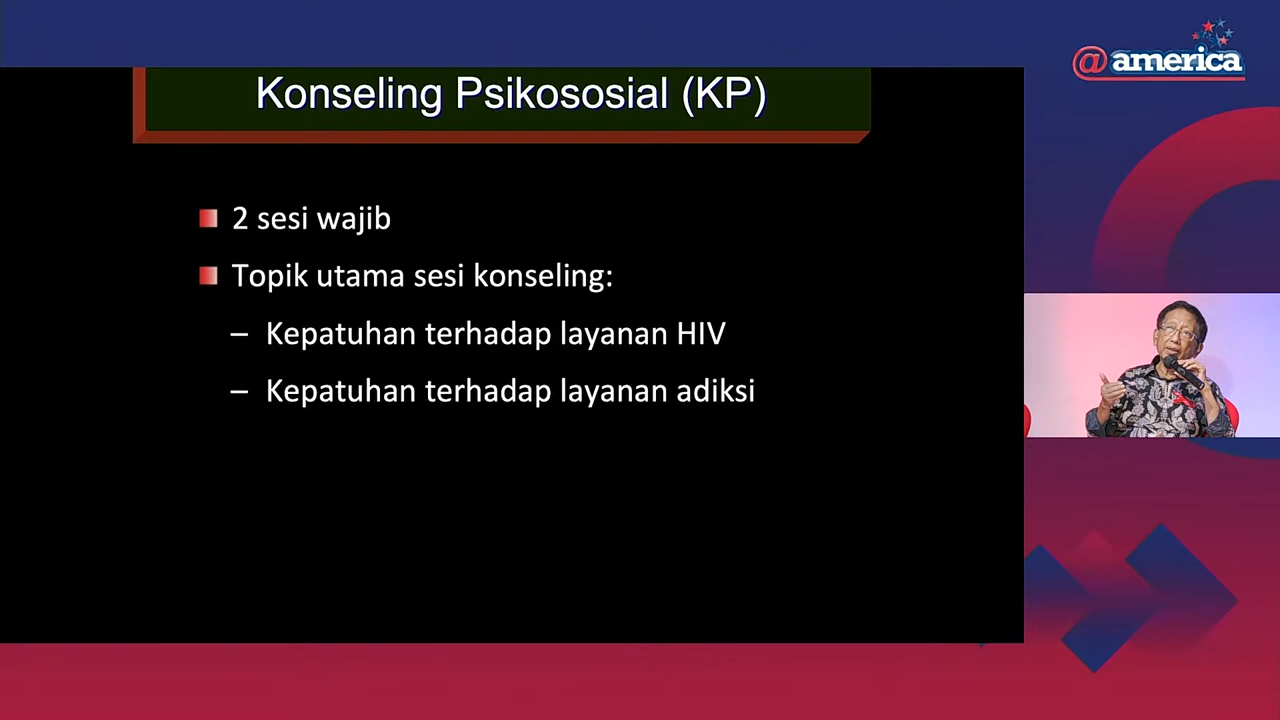 Konseling Psikososial (KP)
2 sesi wajib
Topik utama sesi konseling:
– Kepatuhan terhadap layanan HIV
– Kepatuhan terhadap layanan adiksi
@america